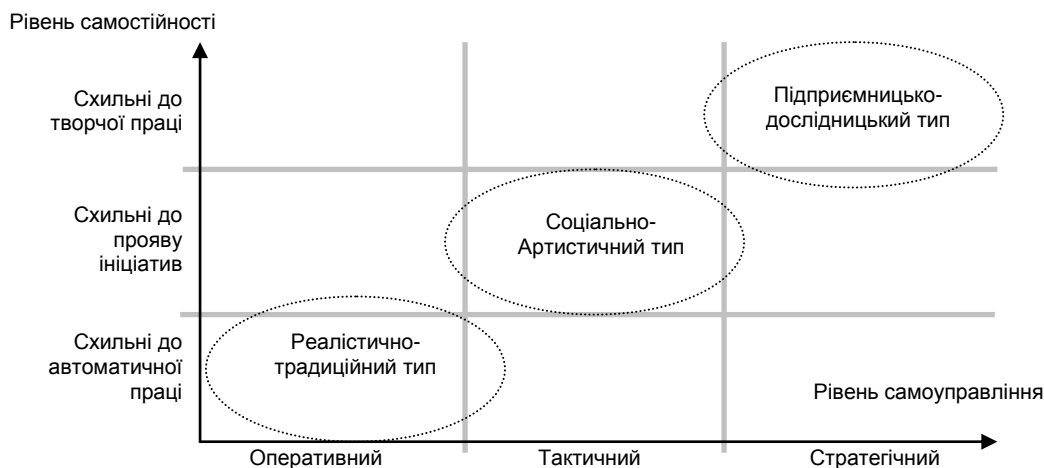 Рівень самостійності
Схильні до
творчої праці
Підприємницько-
дослідницький тип
Схильні до
прояву
ініціатив
Соціально-
Артистичний тип
Схильні до
автоматичної
праці
Реалістично-
традиційний тип
Рівень самоуправління
Оперативний
Тактичний
Стратегічний